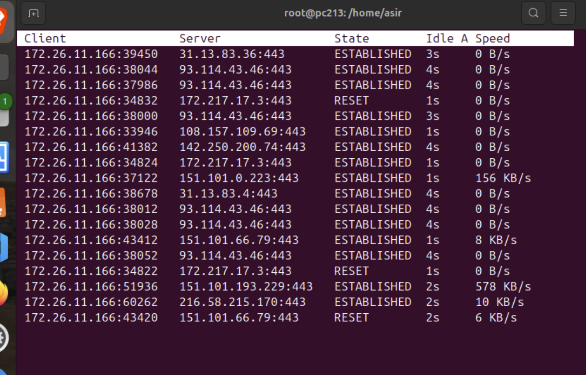 root@pc213: /home/asir
Client Server State Idle A Speed
172.26.11.166:39450 31.13.83.36:443 ESTABLISHED 3s 0 B/s
172.26.11.166:38044 93.114.43.46:443 ESTABLISHED 4s 0 B/s
172.26.11.166:37986 93.114.43.46:443 ESTABLISHED 4s 0 B/s
172.26.11.166:34832 172.217.17.3:443 RESET 1s 0 B/s
172.26.11.166:38000 93.114.43.46:443 ESTABLISHED 3s 0 B/s
172.26.11.166:33946 108.157.109.69:443 ESTABLISHED 1s 0 B/s
172.26.11.166:41382 142.250.200.74:443 ESTABLISHED 4s 0 B/s
172.26.11.166:34824 172.217.17.3:443 ESTABLISHED 1s 0 B/s
172.26.11.166:37122 151.101.0.223:443 ESTABLISHED 1s 156 KB/s
172.26.11.166:38678 31.13.83.4:443 ESTABLISHED 4s 0 B/s
172.26.11.166:38012 93.114.43.46:443 ESTABLISHED 4s 0 B/s
172.26.11.166:38028 93.114.43.46:443 ESTABLISHED 4s 0 B/s
172.26.11.166:43412 151.101.66.79:443 ESTABLISHED 1s 8 KB/s
172.26.11.166:38052 93.114.43.46:443 ESTABLISHED 4s 0 B/s
172.26.11.166:34822 172.217.17.3:443 RESET 1s 0 B/s
172.26.11.166:51936 151.101.193.229:443 ESTABLISHED 2s 578 KB/s
172.26.11.166:60262 216.58.215.170:443 ESTABLISHED 2s 10 KB/s
172.26.11.166:43420 151.101.66.79:443 RESET 2s 6 KB/s
1